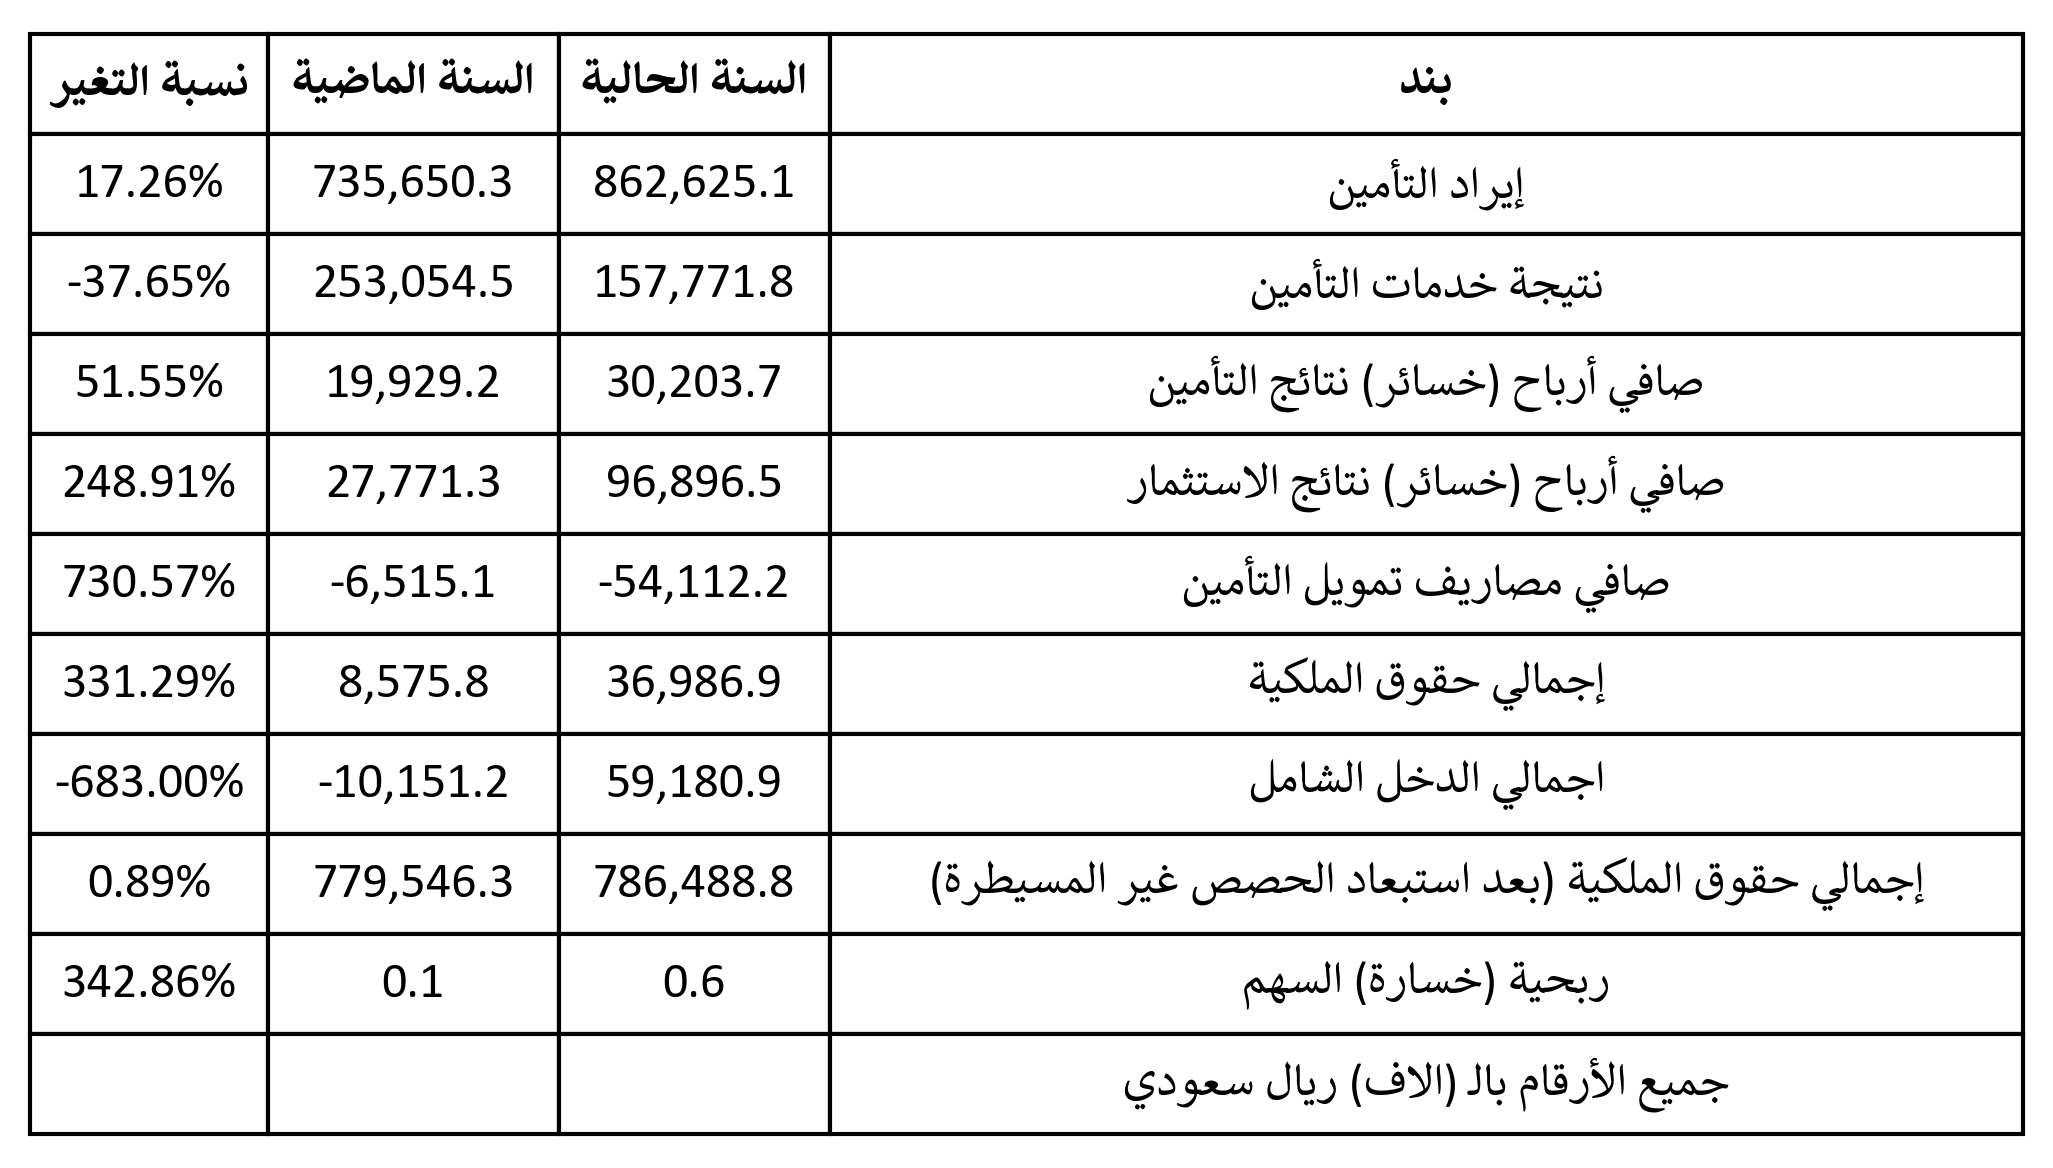 بند السنة الحالية السنة الماضية نسبة التغير
إيراد التأمين 862,625.1 735,650.3 17.26%
نتيجة خدمات التأمين 157,771.8 253,054.5 -37.65%
صافي أرباح (خسائر) نتائج التأمين 30,203.7 19,929.2 51.55%
صافي أرباح (خسائر) نتائج الاستثمار 96,896.5 27,771.3 248.91%
صافي مصاريف تمويل التأمين -54,112.2 -6,515.1 730.57%
إجمالي حقوق الملكية 36,986.9 8,575.8 331.29%
اجمالي الدخل الشامل 59,180.9 -10,151.2 -683.00%
إجمالي حقوق الملكية (بعد استبعاد الحصص غير المسيطرة) 786,488.8 779,546.3 0.89%
ربحية (خسارة) السهم 0.6 0.1 342.86%
جميع الأرقام بالـ (الاف) ريال سعودي